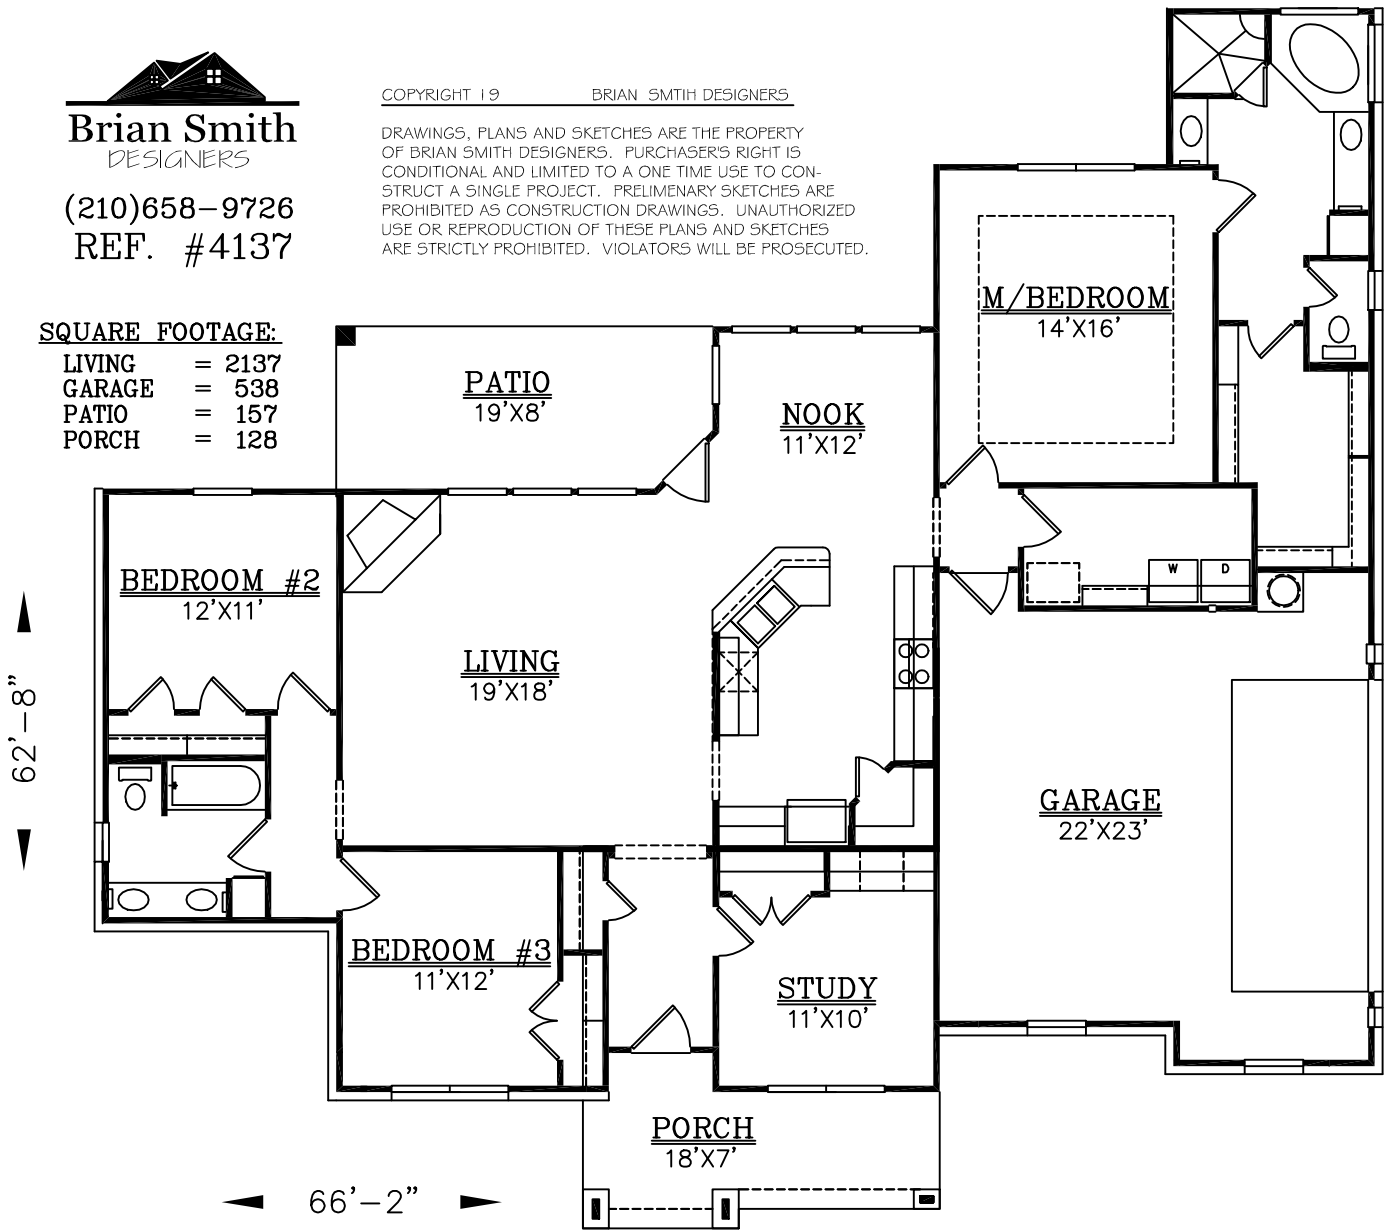 Brian Smith
DESIGNERS
(210)658-9726
REF. #4137
COPYRIGHT 19 BRIAN SMTIH DESIGNERS
DRAWINGS, PLANS AND SKETCHES ARE THE PROPERTY
OF BRIAN SMITH DESIGNERS. PURCHASER'S RIGHT IS
CONDITIONAL AND LIMITED TO A ONE TIME USE TO CON-
STRUCT A SINGLE PROJECT. PRELIMENARY SKETCHES ARE
PROHIBITED AS CONSTRUCTION DRAWINGS. UNAUTHORIZED
USE OR REPRODUCTION OF THESE PLANS AND SKETCHES
ARE STRICTLY PROHIBITED. VIOLATORS WILL BE PROSECUTED.
SQUARE FOOTAGE:
LIVING = 2137
GARAGE = 538
PATIO = 157
PORCH = 128
M/BEDROOM
14'X16'
PATIO
19'X8'
NOOK
11'X12'
BEDROOM #2
12'X11'
W D
LIVING
19'X18'
62'-8"
GARAGE
22'X23'
BEDROOM #3
11'X12'
STUDY
11'X10'
PORCH
18'X7'
66'-2"